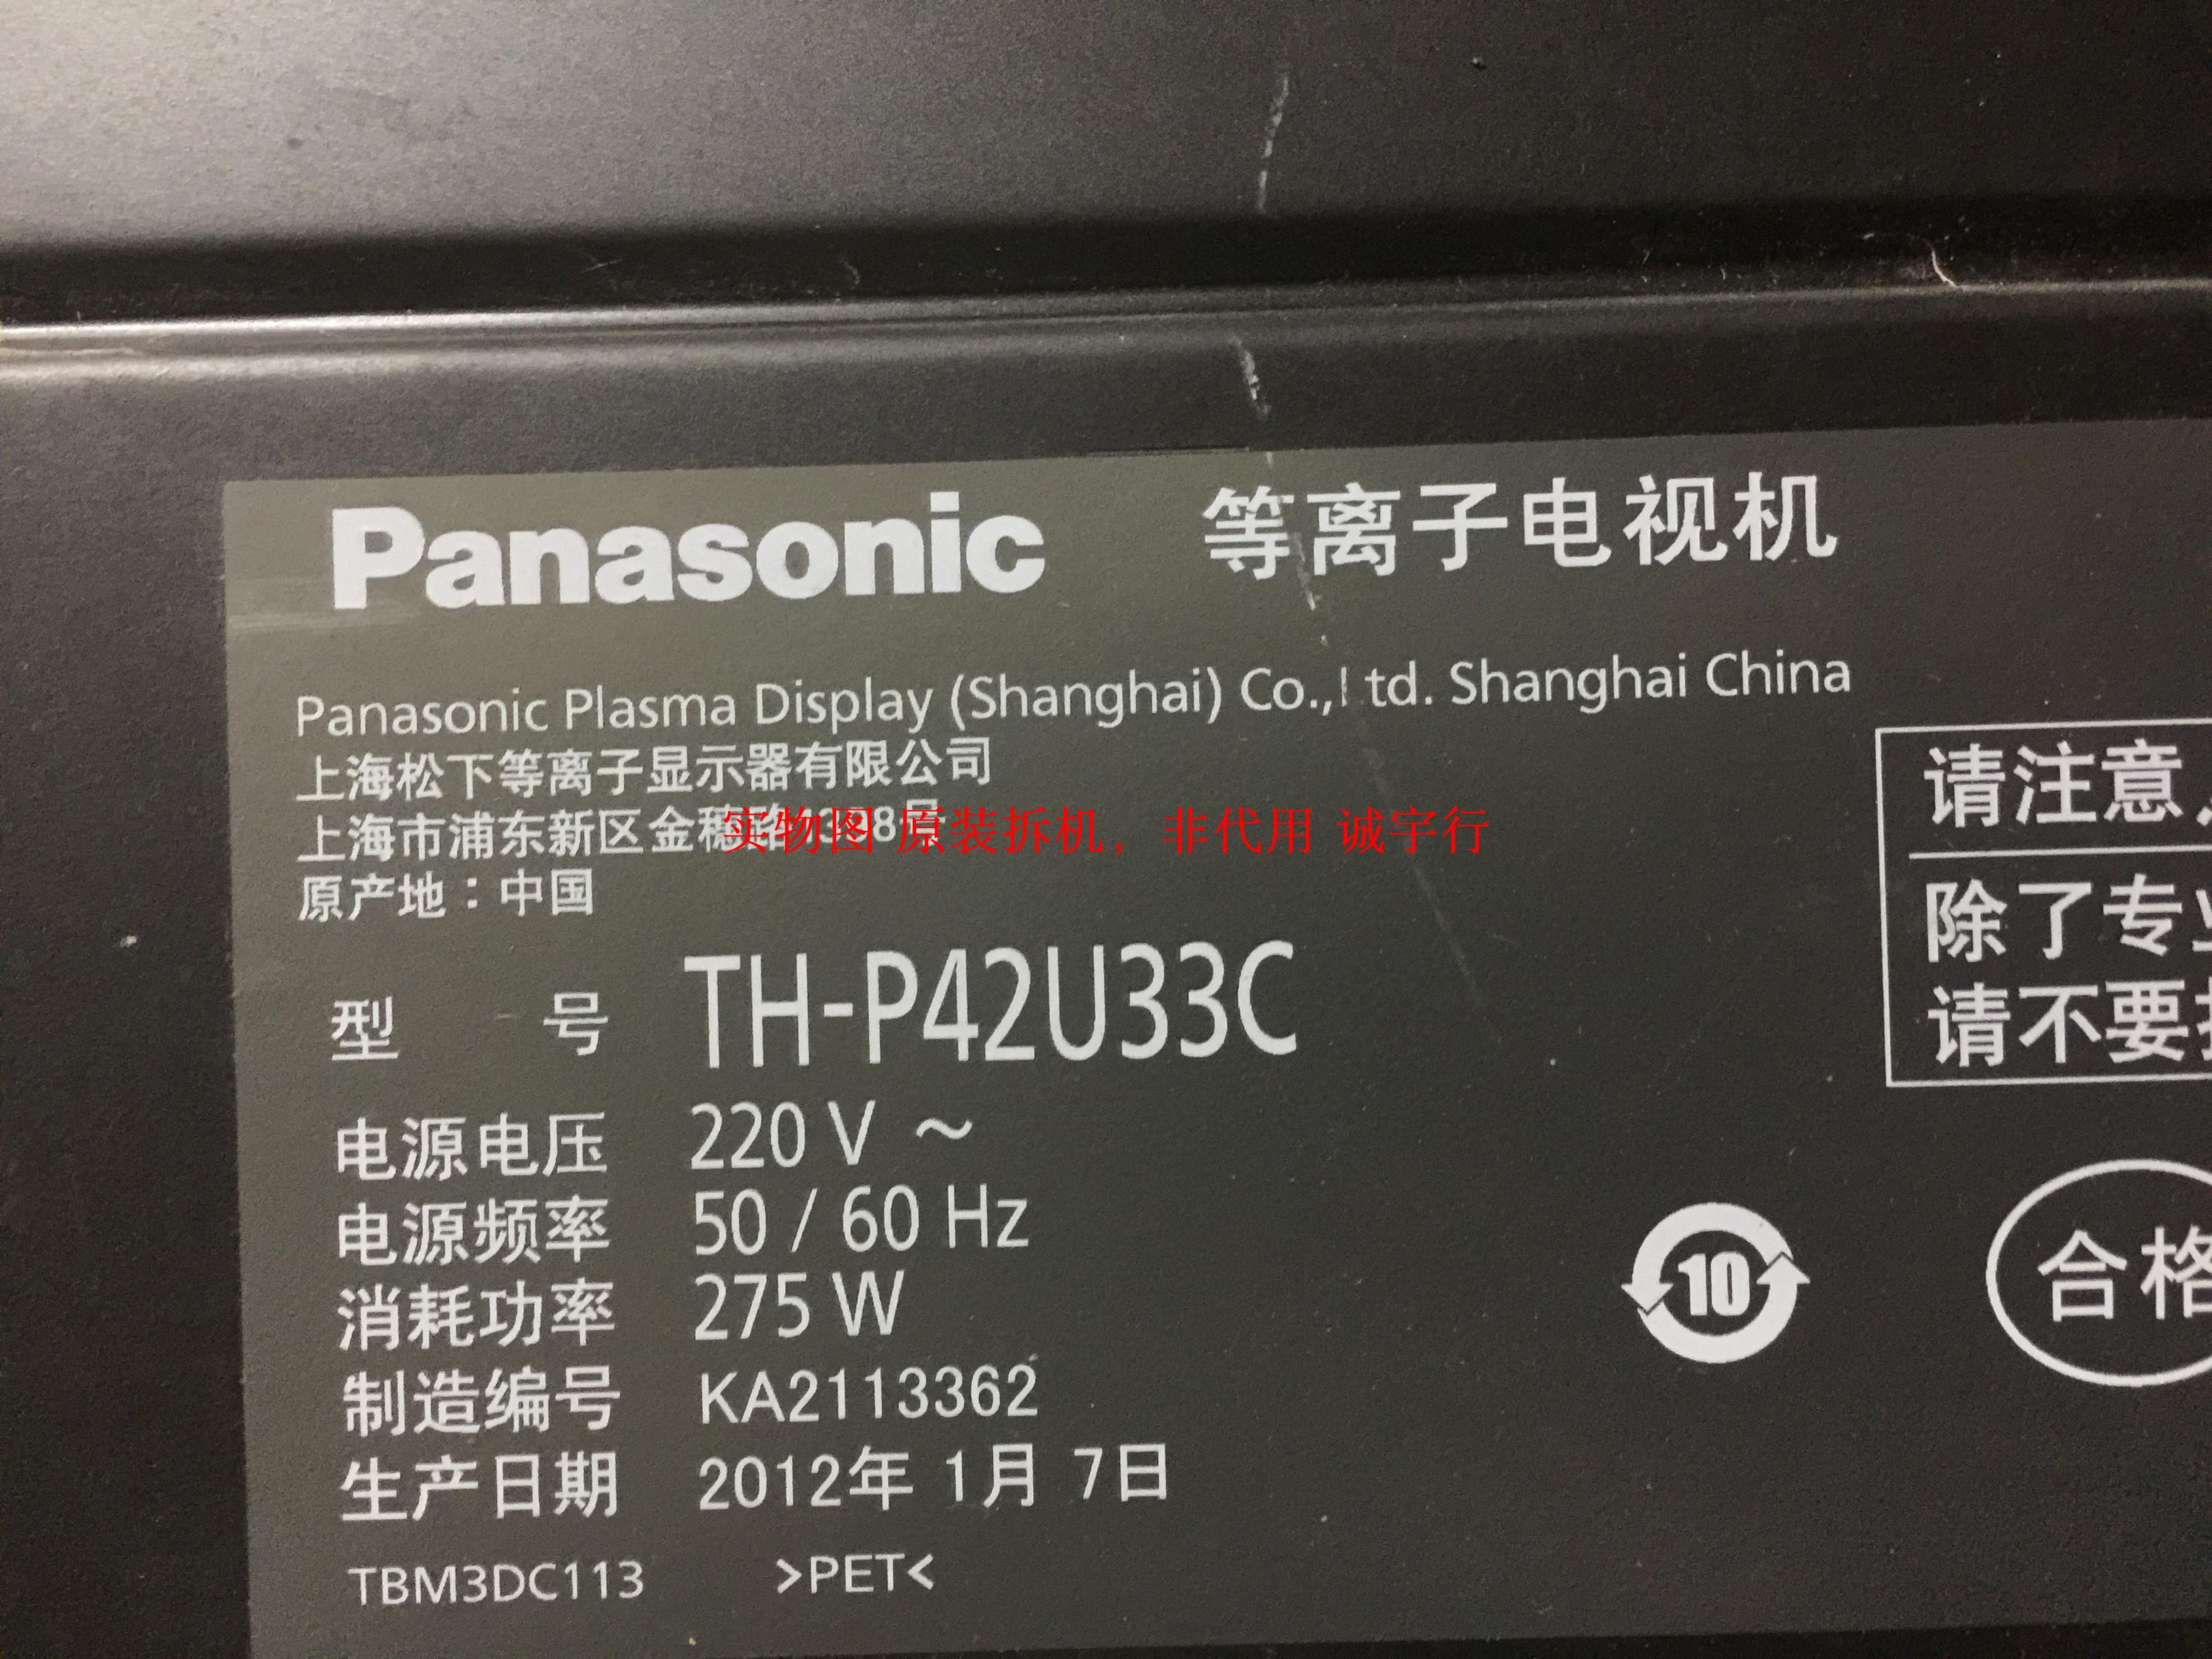 Panasonic 等离子电视机
Panasonic Plasma Display (Shanghai) Co.,Ltd. Shanghai China
上海松下等离子显示器有限公司
上海市浦东新区金穗路
实物图 原装拆机，非代用 诚宇行
原产地：中国
型号 TH-P42U33C
电源电压 220 V ~
电源频率 50 / 60 Hz
消耗功率 275 W
制造编号 KA2113362
生产日期 2012年 1月 7日
TBM3DC113 >PET<
请注意
除了专
请不要
10
合格